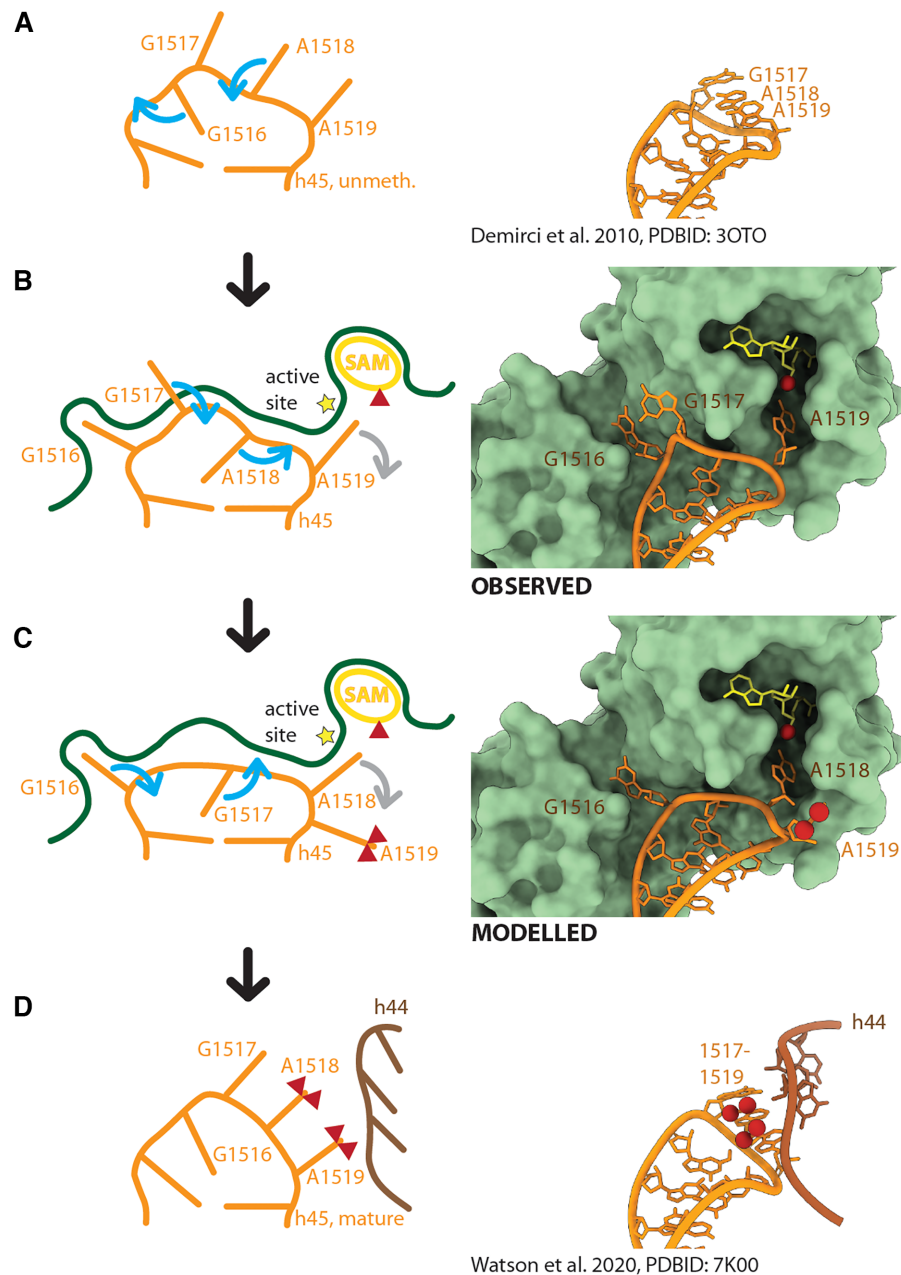 A
G1517
A1518
G1516
A1519
h45, unmeth.
G1517
A1518
A1519
Demirci et al. 2010, PDBID: 3OTO
B
SAM
active
site
G1517
G1516
A1518
A1519
h45
G1517
A1519
G1516
OBSERVED
C
SAM
active
site
G1516
A1518
G1517
h45
A1519
A1518
G1516
A1519
MODELLED
D
h44
G1517
A1518
G1516
A1519
h45, mature
h44
1517-
1519
Watson et al. 2020, PDBID: 7K00